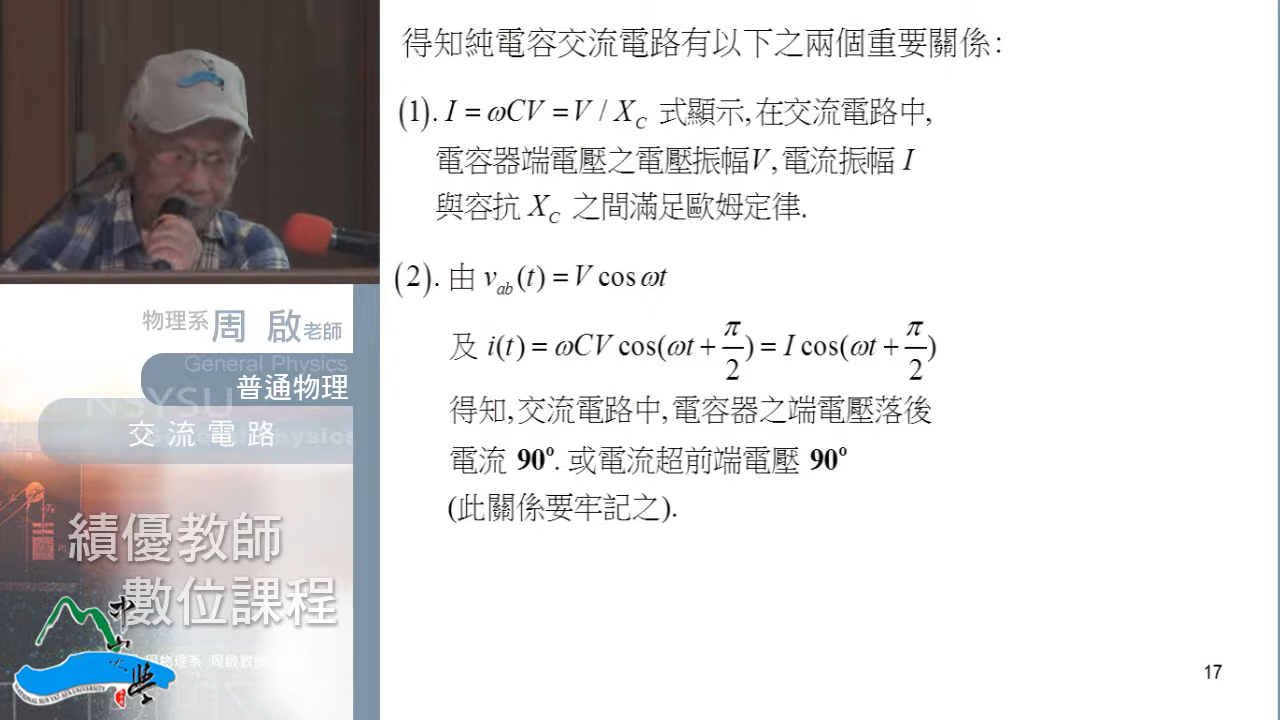 得知純電容交流電路有以下之兩個重要關係:
(1). I = ωCV = V / X_C 式顯示, 在交流電路中,
電容器端電壓之電壓振幅V, 電流振幅 I
與容抗 X_C 之間滿足歐姆定律.
(2). 由 v_ab(t) = V cos ωt
及 i(t) = ωCV cos(ωt + π/2) = I cos(ωt + π/2)
得知, 交流電路中, 電容器之端電壓落後
電流 90°. 或電流超前端電壓 90°
(此關係要牢記之).
17
物理系 周 啟 老師
General Physics
普通物理
NSYSU
交流電路
績優教師
數位課程
NATIONAL SUN YAT-SEN UNIVERSITY